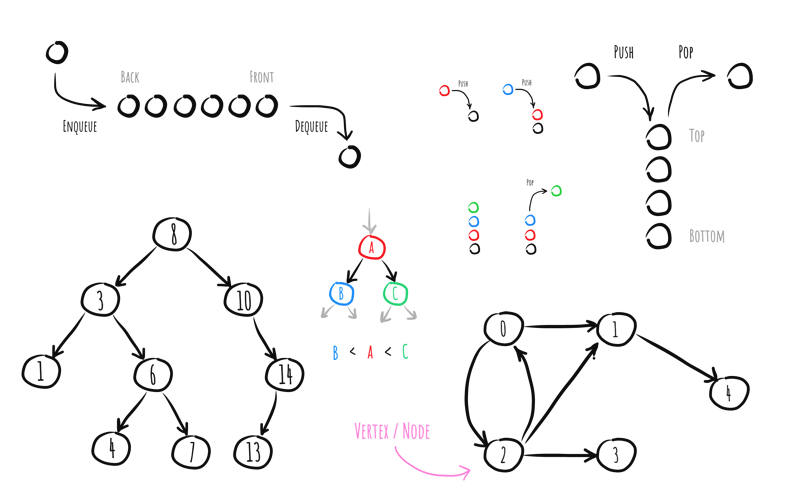 Back
Front
Enqueue
Dequeue
Push
Push
Push
Pop
Top
Bottom
Pop
8
3
10
1
6
14
4
7
13
A
B
C
B < A < C
Vertex / Node
0
1
2
3
4